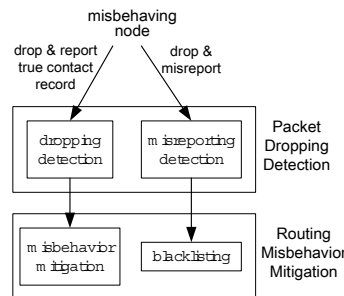 misbehaving
node
drop & report
true contact
record
drop &
misreport
dropping
detection
misreporting
detection
Packet
Dropping
Detection
misbehavior
mitigation
blacklisting
Routing
Misbehavior
Mitigation